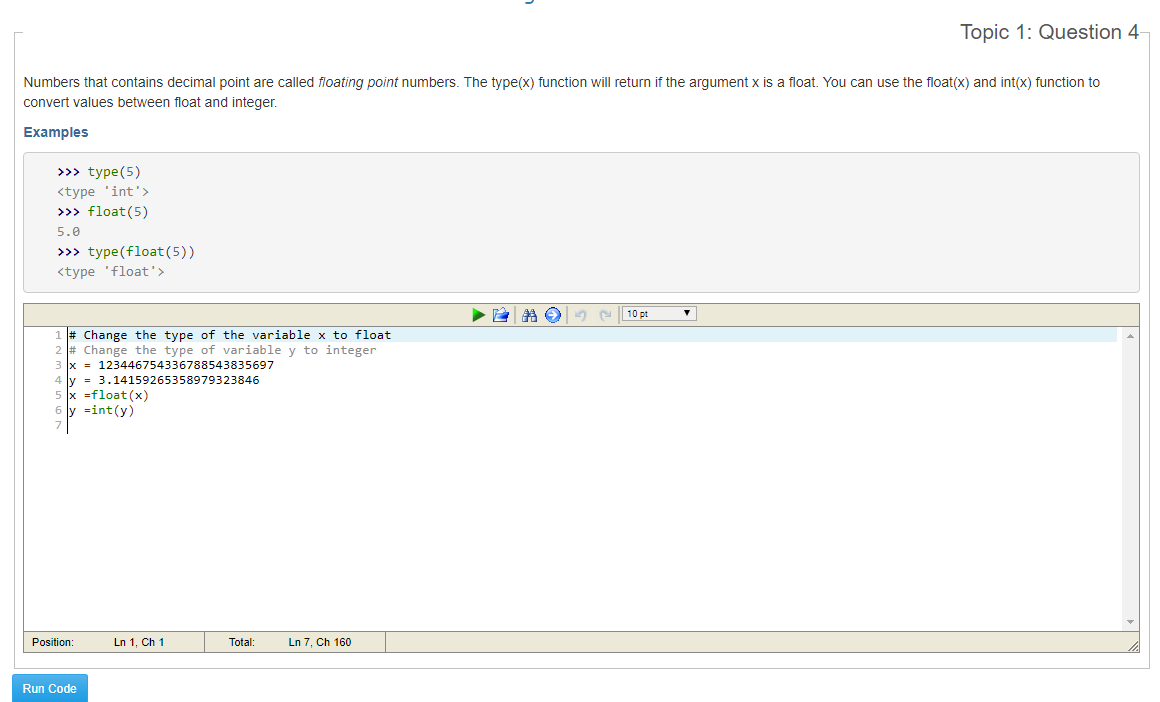 Topic 1: Question 4
Numbers that contains decimal point are called floating point numbers. The type(x) function will return if the argument x is a float. You can use the float(x) and int(x) function to
convert values between float and integer.
Examples
>>> type(5)
<type 'int'>
>>> float(5)
5.0
>>> type(float(5))
<type 'float'>
10 pt
1 # Change the type of the variable x to float
2 # Change the type of variable y to integer
3 x = 123446754336788543835697
4 y = 3.14159265358979323846
5 x =float(x)
6 y =int(y)
7
Position: Ln 1, Ch 1 Total: Ln 7, Ch 160
Run Code